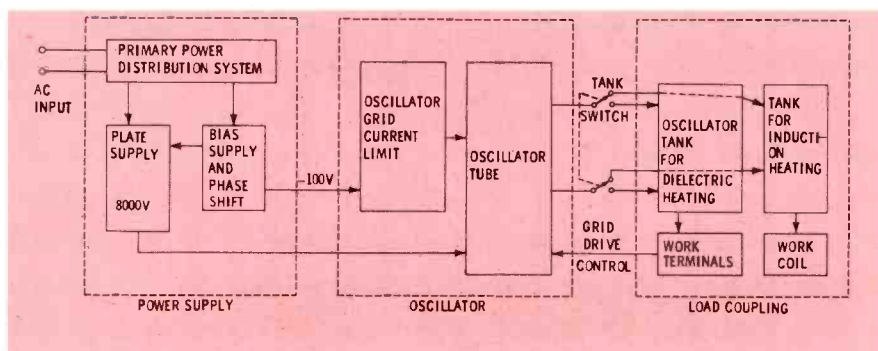 PRIMARY POWER
DISTRIBUTION SYSTEM
AC
INPUT
PLATE
SUPPLY
8000V
BIAS
SUPPLY
AND
PHASE
SHIFT
-100V
OSCILLATOR
GRID
CURRENT
LIMIT
OSCILLATOR
TUBE
TANK
SWITCH
OSCILLATOR
TANK
FOR
DIELECTRIC
HEATING
TANK
FOR
INDUCTI
ON
HEATING
GRID
DRIVE
CONTROL
WORK
TERMINALS
WORK
COIL
POWER SUPPLY
OSCILLATOR
LOAD COUPLING